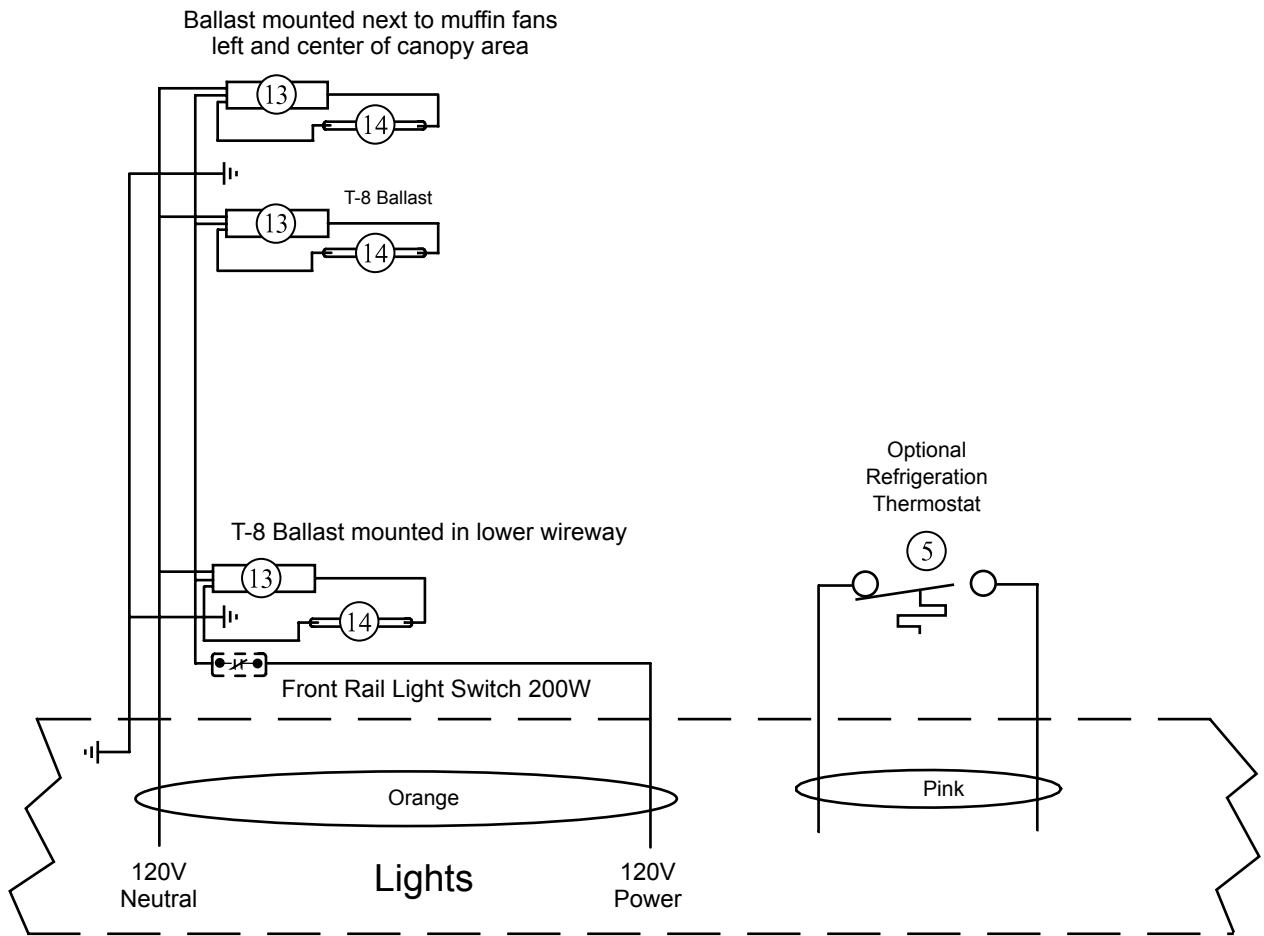 Ballast mounted next to muffin fans
left and center of canopy area
13
14
T-8 Ballast
13
14
Optional
Refrigeration
Thermostat
5
T-8 Ballast mounted in lower wireway
13
14
Front Rail Light Switch 200W
Orange
Pink
120V
Neutral
Lights
120V
Power